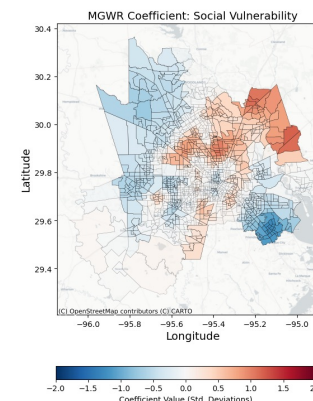 MGWR Coefficient: Social Vulnerability
30.4
30.2
30.0
29.8
29.6
29.4
Latitude
(C) OpenStreetMap contributors (C) CARTO
−96.0 −95.8 −95.6 −95.4 −95.2 −95.0
Longitude
−2.0 −1.5 −1.0 −0.5 0.0 0.5 1.0 1.5 2
Coefficient Value (Std. Deviations)